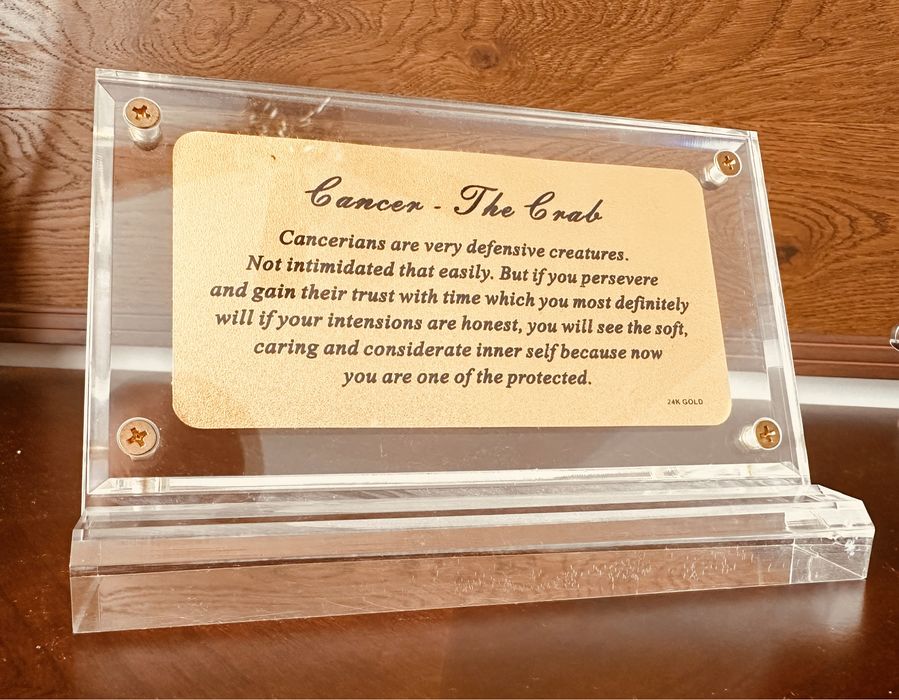 Cancer - The Crab
Cancerians are very defensive creatures.
Not intimidated that easily. But if you persevere
and gain their trust with time which you most definitely
will if your intensions are honest, you will see the soft,
caring and considerate inner self because now
you are one of the protected.
24K GOLD